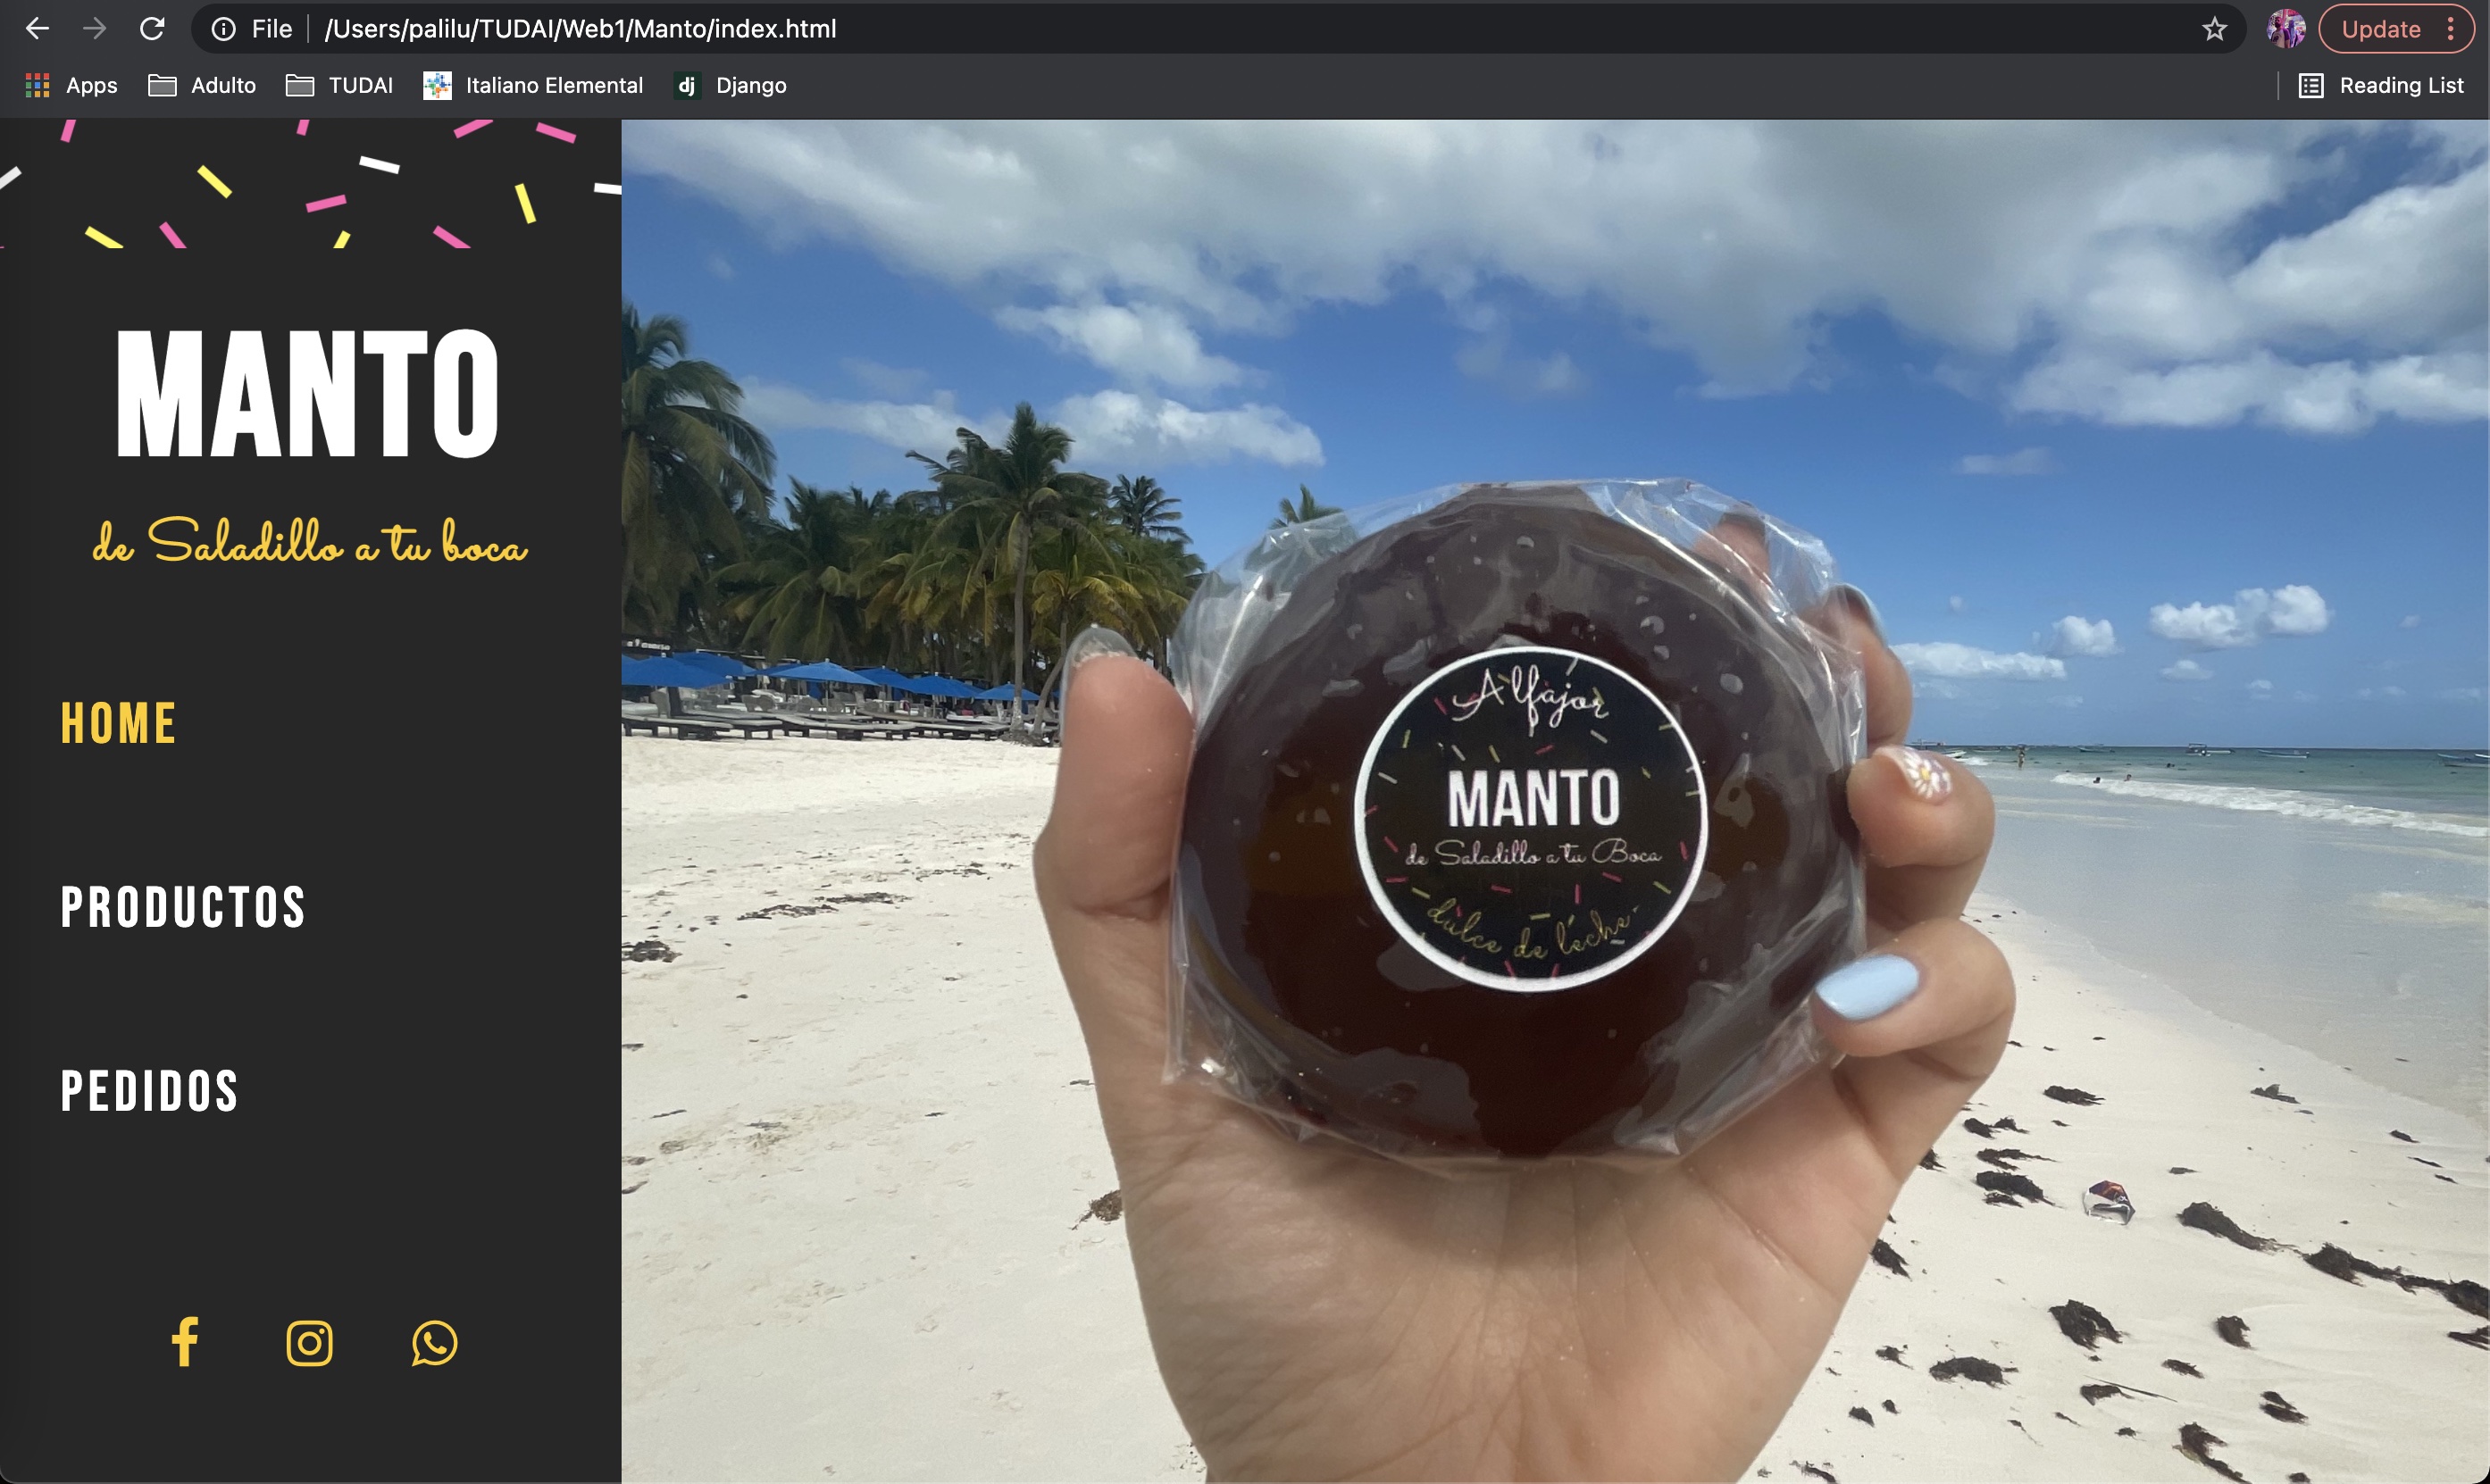 File /Users/palilu/TUDAI/Web1/Manto/index.html Update
Apps Adulto TUDAI Italiano Elemental dj Django Reading List
MANTO
de Saladillo a tu boca
HOME
PRODUCTOS
PEDIDOS
Alfajor
MANTO
de Saladillo a tu Boca
dulce de leche